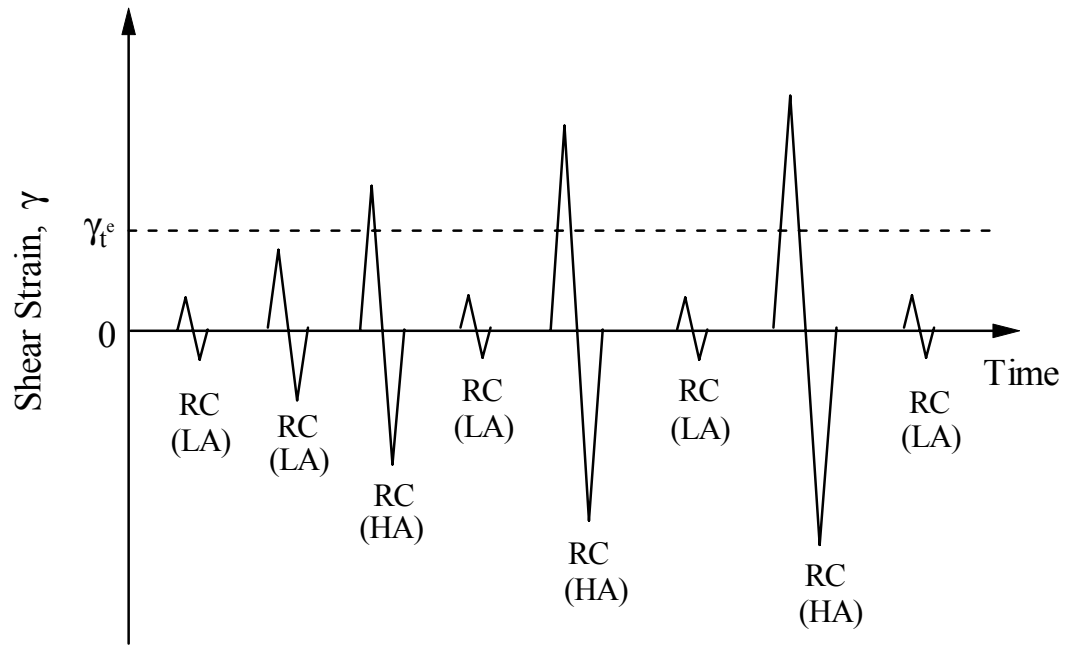 Shear Strain, γ
γtᵉ
0
Time
RC
(LA)
RC
(LA)
RC
(HA)
RC
(LA)
RC
(HA)
RC
(LA)
RC
(HA)
RC
(LA)